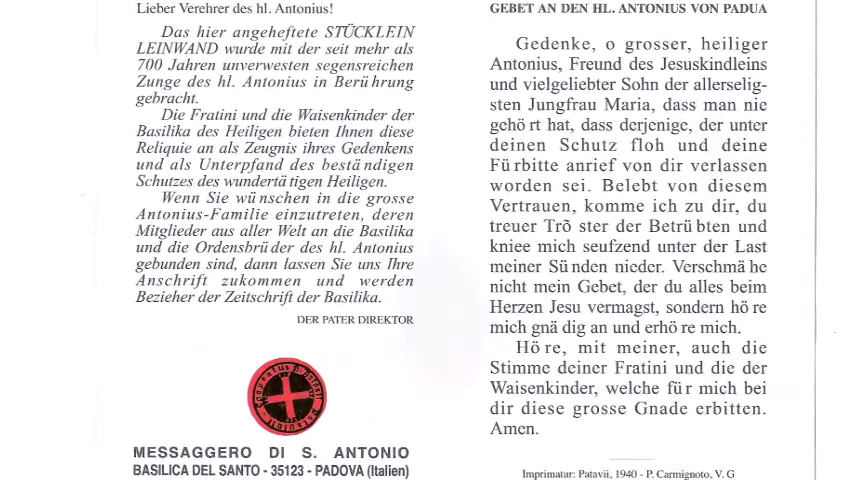 Lieber Verehrer des hl. Antonius!
Das hier angeheftete STÜCKLEIN
LEINWAND wurde mit der seit mehr als
700 Jahren unverwesten segensreichen
Zunge des hl. Antonius in Berührung
gebracht.
Die Fratini und die Waisenkinder der
Basilika des Heiligen bieten Ihnen diese
Reliquie an als Zeugnis ihres Gedenkens
und als Unterpfand des beständigen
Schutzes des wundertätigen Heiligen.
Wenn Sie wünschen in die grosse
Antonius-Familie einzutreten, deren
Mitglieder aus aller Welt an die Basilika
und die Ordensbrüder des hl. Antonius
gebunden sind, dann lassen Sie uns Ihre
Anschrift zukommen und werden
Bezieher der Zeitschrift der Basilika.
DER PATER DIREKTOR
MESSAGGERO DI S. ANTONIO
BASILICA DEL SANTO - 35123 - PADOVA (Italien)
GEBET AN DEN HL. ANTONIUS VON PADUA
Gedenke, o grosser, heiliger
Antonius, Freund des Jesuskindleins
und vielgeliebter Sohn der allerselig-
sten Jungfrau Maria, dass man nie
gehört hat, dass derjenige, der unter
deinen Schutz floh und deine
Fürbitte anrief von dir verlassen
worden sei. Belebt von diesem
Vertrauen, komme ich zu dir, du
treuer Trõster der Betrübten und
kniee mich seufzend unter der Last
meiner Sünden nieder. Verschmähe
nicht mein Gebet, der du alles beim
Herzen Jesu vermagst, sondern höre
mich gnädig an und erhöre mich.
Höre, mit meiner, auch die
Stimme deiner Fratini und die der
Waisenkinder, welche für mich bei
dir diese grosse Gnade erbitten.
Amen.
Imprimatur: Patavii, 1940 - P. Carmignoto, V. G